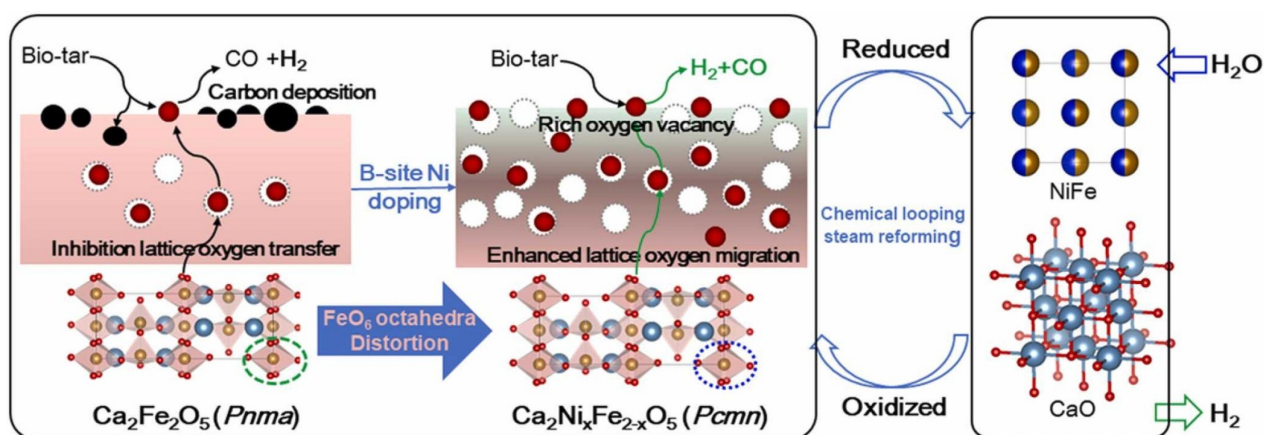 Bio-tar
CO +H₂
Carbon deposition
Inhibition lattice oxygen transfer
B-site Ni
doping
Bio-tar
H₂+CO
Rich oxygen vacancy
Enhanced lattice oxygen migration
FeO₆ octahedra
Distortion
Ca₂Fe₂O₅ (Pnma)
Ca₂NiₓFe₂₋ₓO₅ (Pcmn)
Reduced
Chemical looping
steam reforming
Oxidized
H₂O
NiFe
CaO
H₂